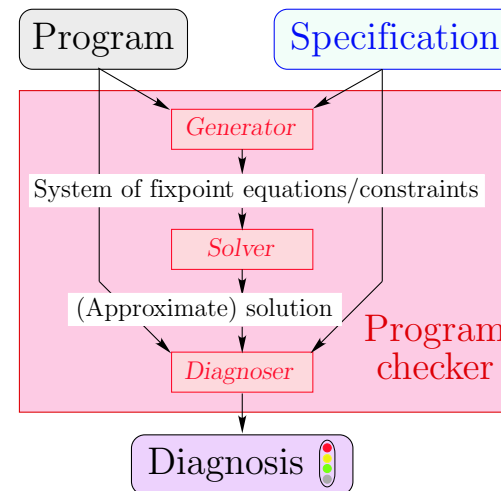 Program
Specification
Generator
System of fixpoint equations/constraints
Solver
(Approximate) solution
Program
checker
Diagnoser
Diagnosis